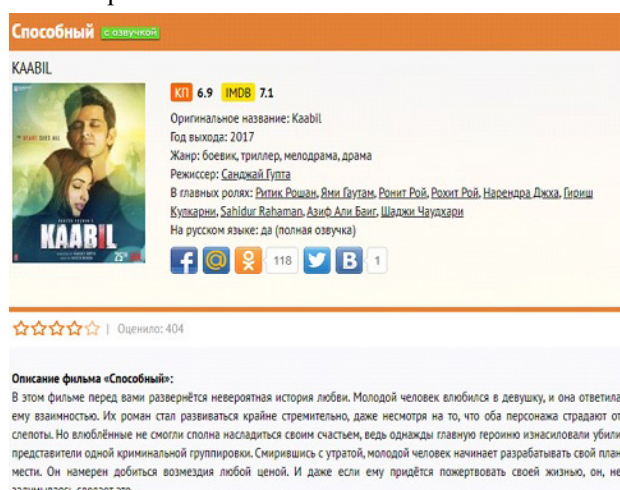 Способный с озвучкой
KAABIL
КП 6.9 IMDB 7.1
Оригинальное название: Kaabil
Год выхода: 2017
Жанр: боевик, триллер, мелодрама, драма
Режиссер: Санджай Гупта
В главных ролях: Ритик Рошан, Ями Гаутам, Ронит Рой, Рохит Рой, Нарендра Джха, Гириш
Кулкарни, Sahidur Rahaman, Азиф Али Баиг, Шаджи Чаудхари
На русском языке: да (полная озвучка)
f @ 118 B 1
KAABIL
25TH
Оценило: 404
Описание фильма «Способный»:
В этом фильме перед вами развернётся невероятная история любви. Молодой человек влюбился в девушку, и она ответила
ему взаимностью. Их роман стал развиваться крайне стремительно, даже несмотря на то, что оба персонажа страдают от
слепоты. Но влюблённые не смогли сполна насладиться своим счастьем, ведь однажды главную героиню изнасиловали убили
представители одной криминальной группировки. Смирившись с утратой, молодой человек начинает разрабатывать свой план
мести. Он намерен добиться возмездия любой ценой. И даже если ему придётся пожертвовать своей жизнью, он, не
задумываясь сделает это